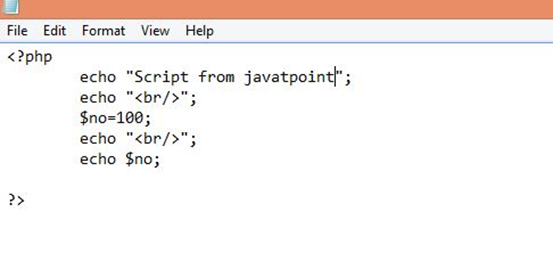 File Edit Format View Help
<?php
echo "Script from javatpoint";
echo "<br/>";
$no=100;
echo "<br/>";
echo $no;
?>